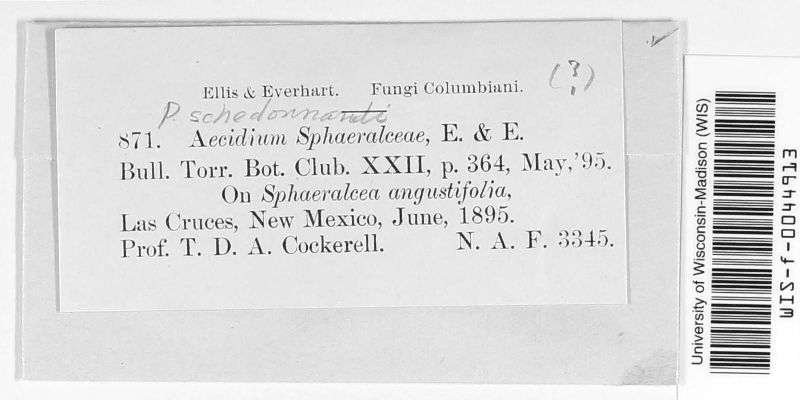 Ellis & Everhart. Fungi Columbiani. (?)
P. schedonnardi
871. Aecidium Sphaeralceae, E. & E.
Bull. Torr. Bot. Club. XXII, p. 364, May,'95.
On Sphaeralcea angustifolia,
Las Cruces, New Mexico, June, 1895.
Prof. T. D. A. Cockerell. N. A. F. 3345.
University of Wisconsin-Madison (WIS)
WIS-f-0044913